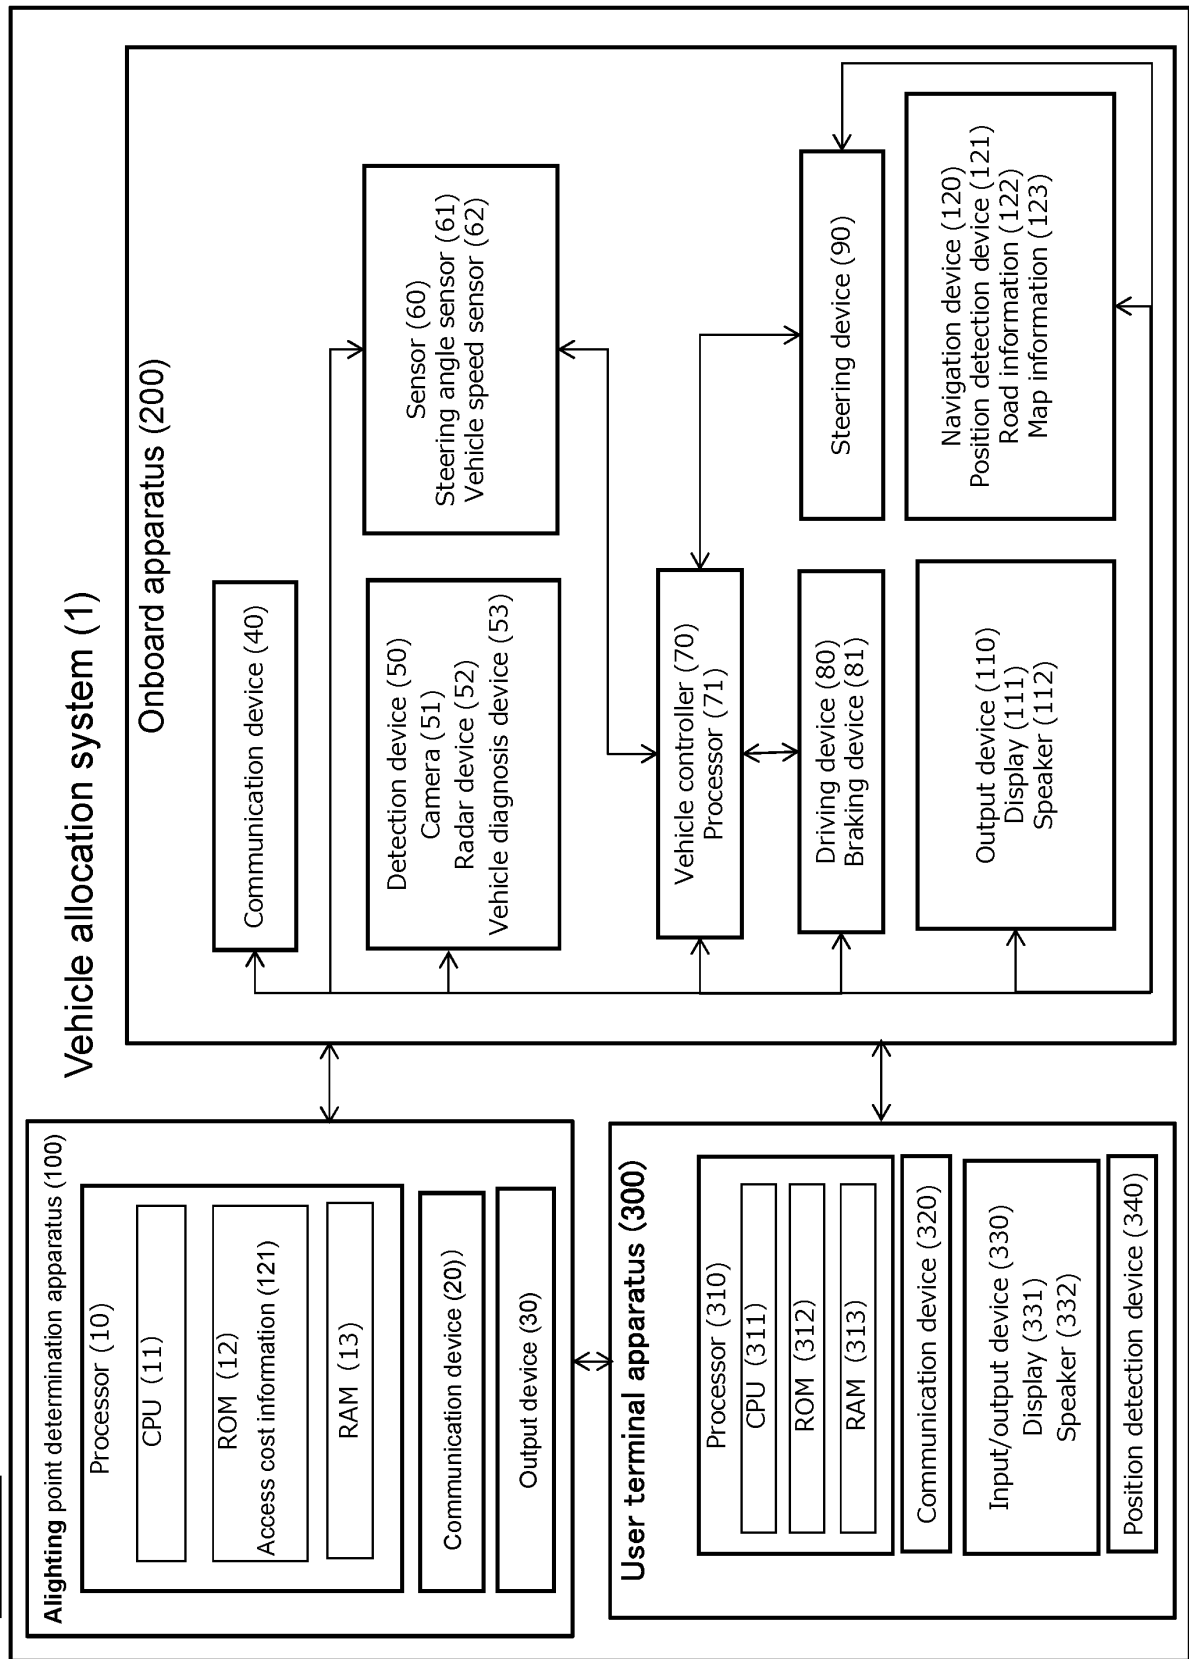 Vehicle allocation system (1)
Alighting point determination apparatus (100)
Processor (10)
CPU (11)
ROM (12)
Access cost information (121)
RAM (13)
Communication device (20))
Output device (30)
User terminal apparatus (300)
Processor (310)
CPU (311)
ROM (312)
RAM (313)
Communication device (320)
Input/output device (330)
Display (331)
Speaker (332)
Position detection device (340)
Onboard apparatus (200)
Communication device (40)
Detection device (50)
Camera (51)
Radar device (52)
Vehicle diagnosis device (53)
Sensor (60)
Steering angle sensor (61)
Vehicle speed sensor (62)
Vehicle controller (70)
Processor (71)
Driving device (80)
Braking device (81)
Steering device (90)
Output device (110)
Display (111)
Speaker (112)
Navigation device (120)
Position detection device (121)
Road information (122)
Map information (123)